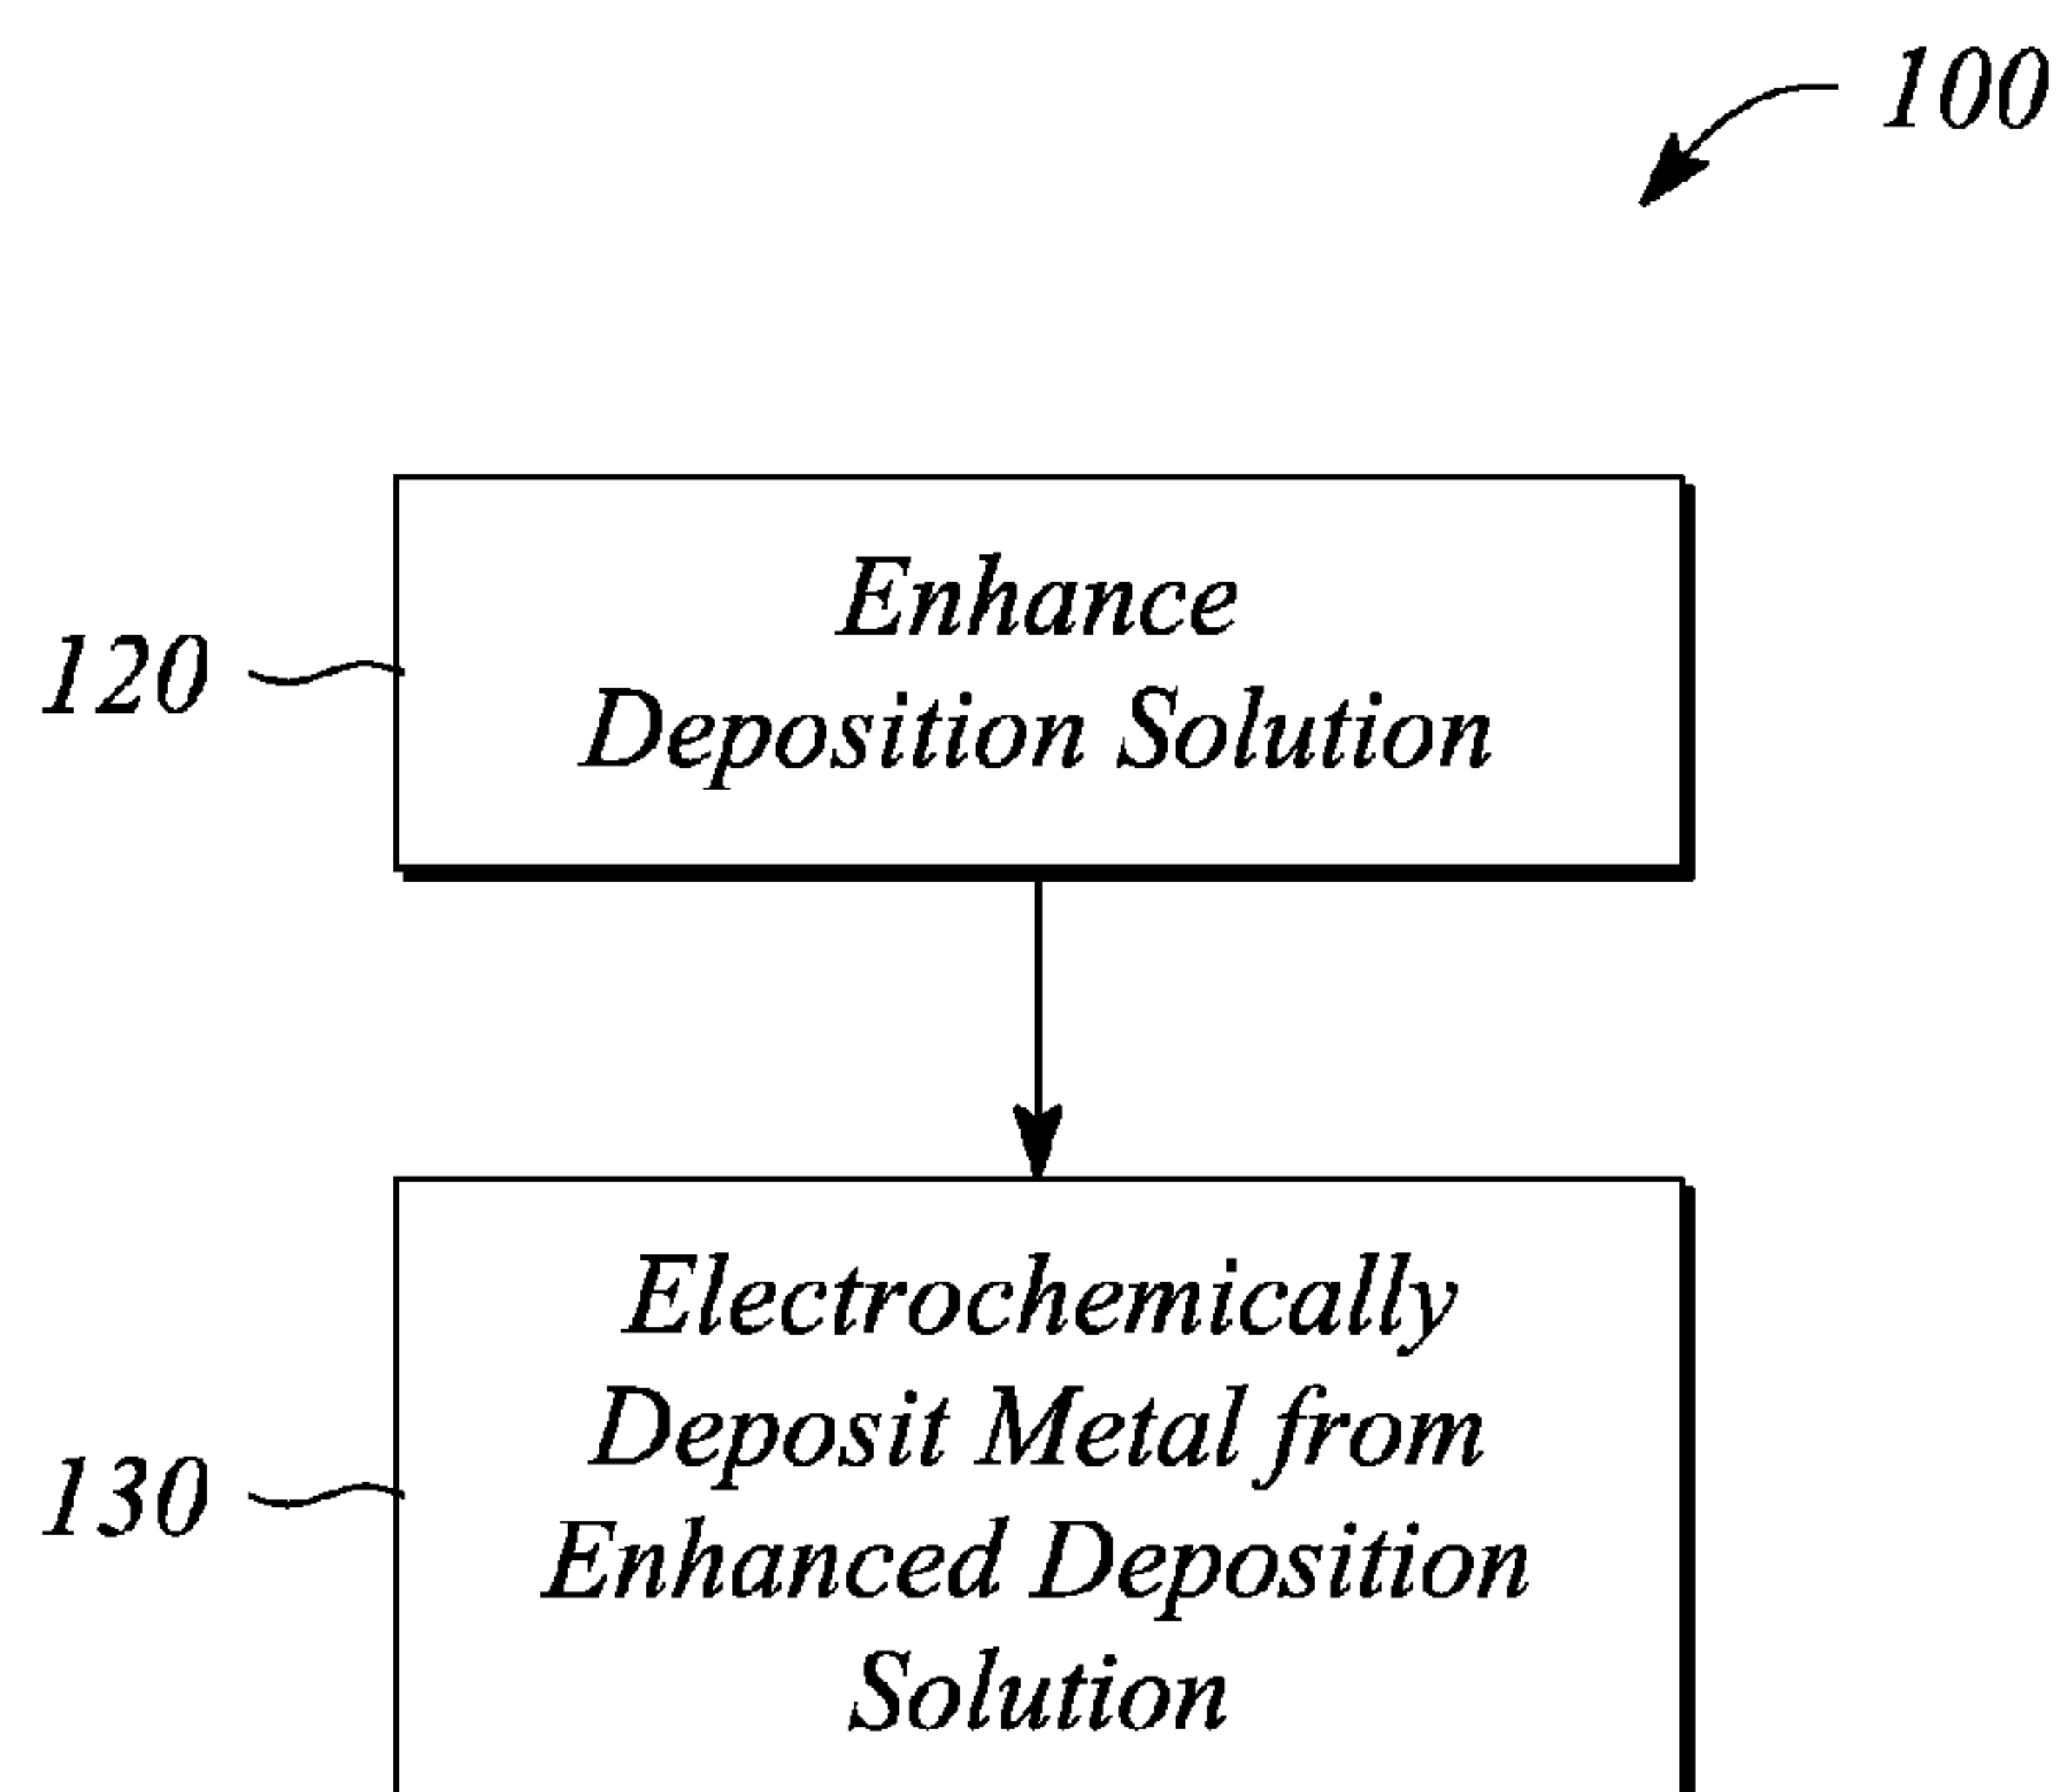 100
120
Enhance
Deposition Solution
130
Electrochemically
Deposit Metal from
Enhanced Deposition
Solution